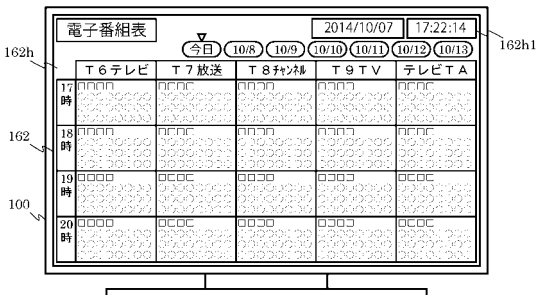 電子番組表 2014/10/07 17:22:14
162h1
今日 10/8 10/9 10/10 10/11 10/12 10/13
162h
T6テレビ T7放送 T8チャンネル T9TV テレビTA
17時 □□□□ □□□□ □□□□ □□□□ □□□□
162
18時 □□□□ □□□□ □□□□ □□□□ □□□□
19時 □□□□ □□□□ □□□□ □□□□ □□□□
100
20時 □□□□ □□□□ □□□□ □□□□ □□□□